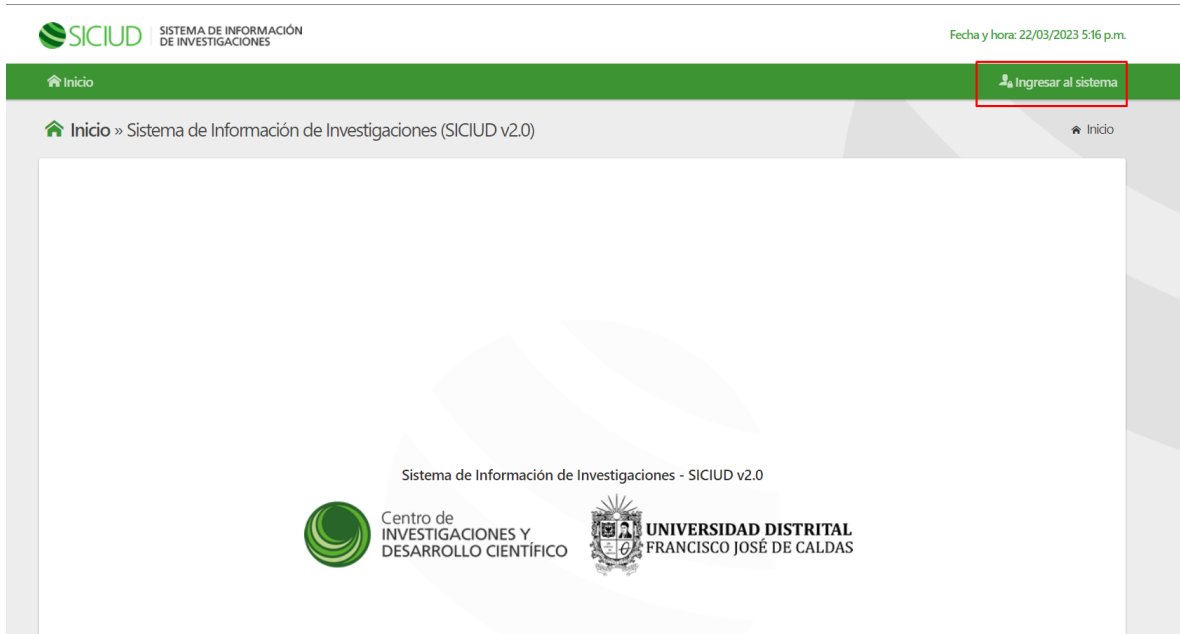 SICIUD
SISTEMA DE INFORMACIÓN
DE INVESTIGACIONES
Fecha y hora: 22/03/2023 5:16 p.m.
Inicio
Ingresar al sistema
Inicio » Sistema de Información de Investigaciones (SICIUD v2.0)
Inicio
Sistema de Información de Investigaciones - SICIUD v2.0
Centro de
INVESTIGACIONES Y
DESARROLLO CIENTÍFICO
UNIVERSIDAD DISTRITAL
FRANCISCO JOSÉ DE CALDAS